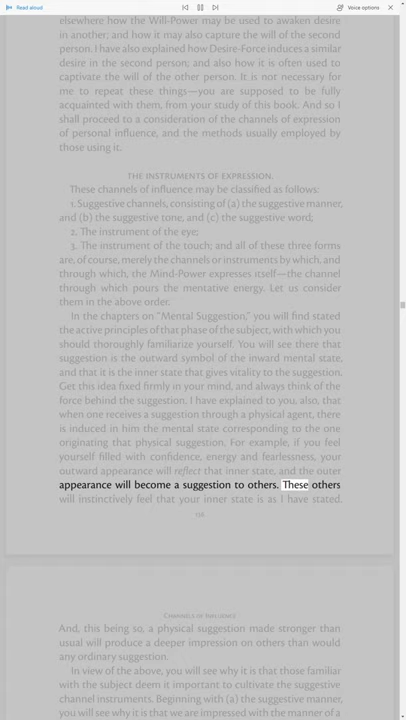 Read aloud
Voice options
elsewhere how the Will-Power may be used to awaken desire
in another; and how it may also capture the will of the second
person. I have also explained how Desire-Force induces a similar
desire in the second person; and also how it is often used to
captivate the will of the other person. It is not necessary for
me to repeat these things—you are supposed to be fully
acquainted with them, from your study of this book. And so I
shall proceed to a consideration of the channels of expression
of personal influence, and the methods usually employed by
those using it.
THE INSTRUMENTS OF EXPRESSION.
These channels of influence may be classified as follows:
1. Suggestive channels, consisting of (a) the suggestive manner,
and (b) the suggestive tone, and (c) the suggestive word;
2. The instrument of the eye;
3. The instrument of the touch; and all of these three forms
are, of course, merely the channels or instruments by which, and
through which, the Mind-Power expresses itself—the channel
through which pours the mentative energy. Let us consider
them in the above order.
In the chapters on "Mental Suggestion," you will find stated
the active principles of that phase of the subject, with which you
should thoroughly familiarize yourself. You will see there that
suggestion is the outward symbol of the inward mental state,
and that it is the inner state that gives vitality to the suggestion.
Get this idea fixed firmly in your mind, and always think of the
force behind the suggestion. I have explained to you, also, that
when one receives a suggestion through a physical agent, there
is induced in him the mental state corresponding to the one
originating that physical suggestion. For example, if you feel
yourself filled with confidence, energy and fearlessness, your
outward appearance will reflect that inner state, and the outer
appearance will become a suggestion to others. These others
will instinctively feel that your inner state is as I have stated.
CHANNELS OF INFLUENCE
And, this being so, a physical suggestion made stronger than
usual will produce a deeper impression on others than would
any ordinary suggestion.
In view of the above, you will see why it is that those familiar
with the subject deem it important to cultivate the suggestive
channel instruments. Beginning with (a) the suggestive manner,
you will see why it is that we are impressed with the manner of a